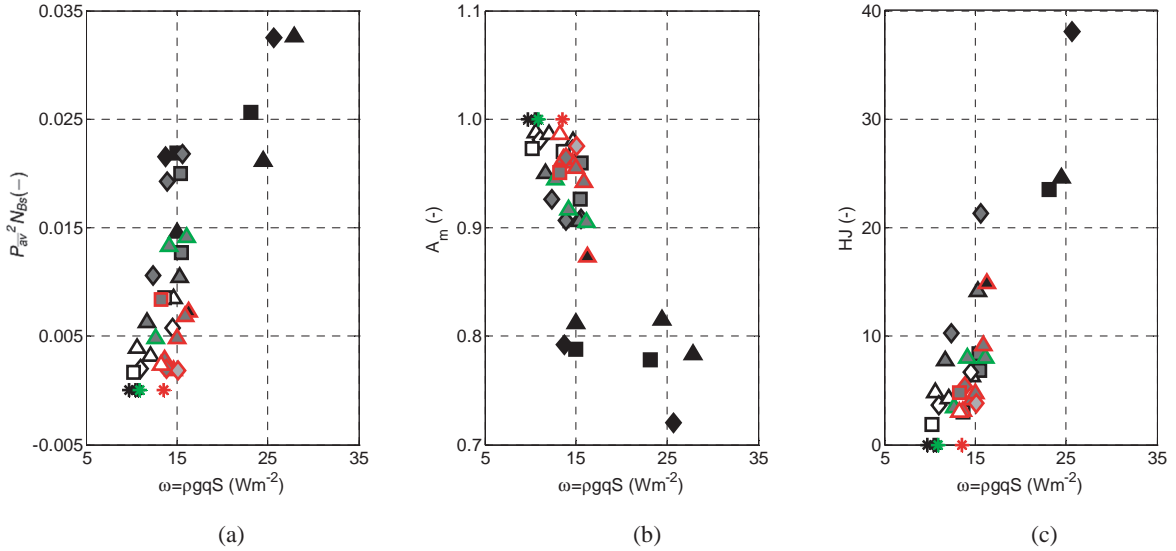 0.035
0.025
0.015
0.005
-0.005
5 15 25 35
P_av^2 N_Bs(−)
ω=ρgqS (Wm^-2)
(a)
1.1
1.0
0.9
0.8
0.7
5 15 25 35
A_m (-)
ω=ρgqS (Wm^-2)
(b)
40
30
20
10
0
5 15 25 35
HJ (-)
ω=ρgqS (Wm^-2)
(c)